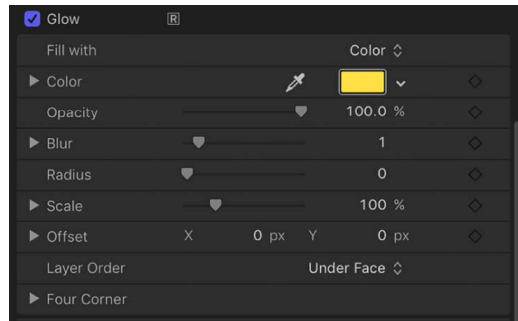 Glow R
Fill with Color
Color
Opacity 100.0 %
Blur 1
Radius 0
Scale 100 %
Offset X 0 px Y 0 px
Layer Order Under Face
Four Corner